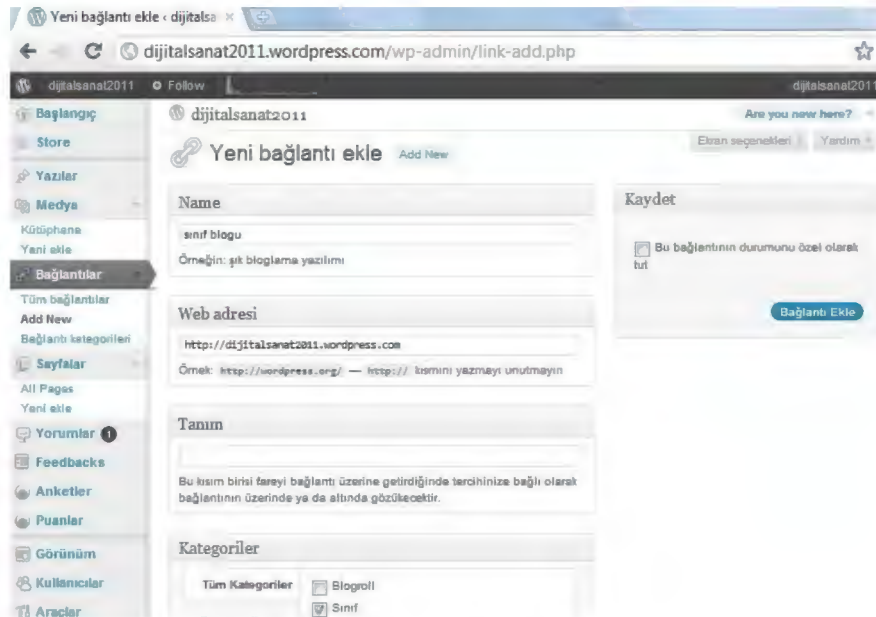 Yeni bağlantı ekle ‹ dijitalsa
dijitalsanat2011.wordpress.com/wp-admin/link-add.php
dijitalsanat2011 Follow dijitalsanat2011
Başlangıç
Store
Yazılar
Medya
Kütüphane
Yeni ekle
Bağlantılar
Tüm bağlantılar
Add New
Bağlantı kategorileri
Sayfalar
All Pages
Yeni ekle
Yorumlar 1
Feedbacks
Anketler
Puanlar
Görünüm
Kullanıcılar
Araçlar
dijitalsanat2011
Are you new here?
Ekran seçenekleri Yardım
Yeni bağlantı ekle Add New
Name
sınıf blogu
Örneğin: şık bloglama yazılımı
Web adresi
http://dijitalsanat2011.wordpress.com
Örnek: http://wordpress.org/ — http:// kısmını yazmayı unutmayın
Tanım
Bu kısım birisi fareyi bağlantı üzerine getirdiğinde tercihinize bağlı olarak
bağlantının üzerinde ya da altında gözükecektir.
Kategoriler
Tüm Kategoriler
Blogroll
Sınıf
Kaydet
Bu bağlantının durumunu özel olarak
tut
Bağlantı Ekle